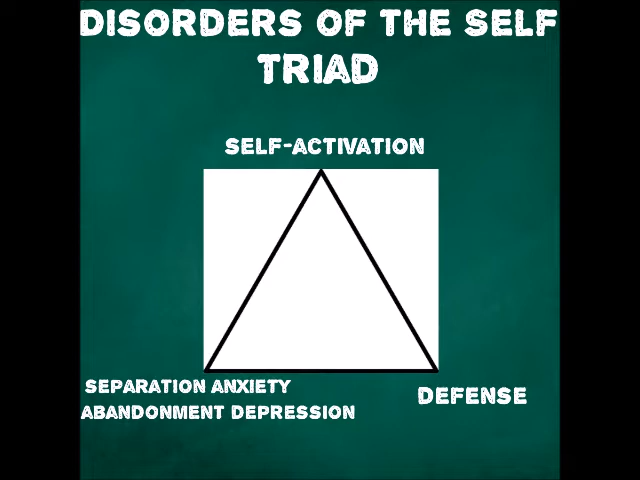 DISORDERS OF THE SELF
TRIAD
SELF-ACTIVATION
SEPARATION ANXIETY
ABANDONMENT DEPRESSION
DEFENSE